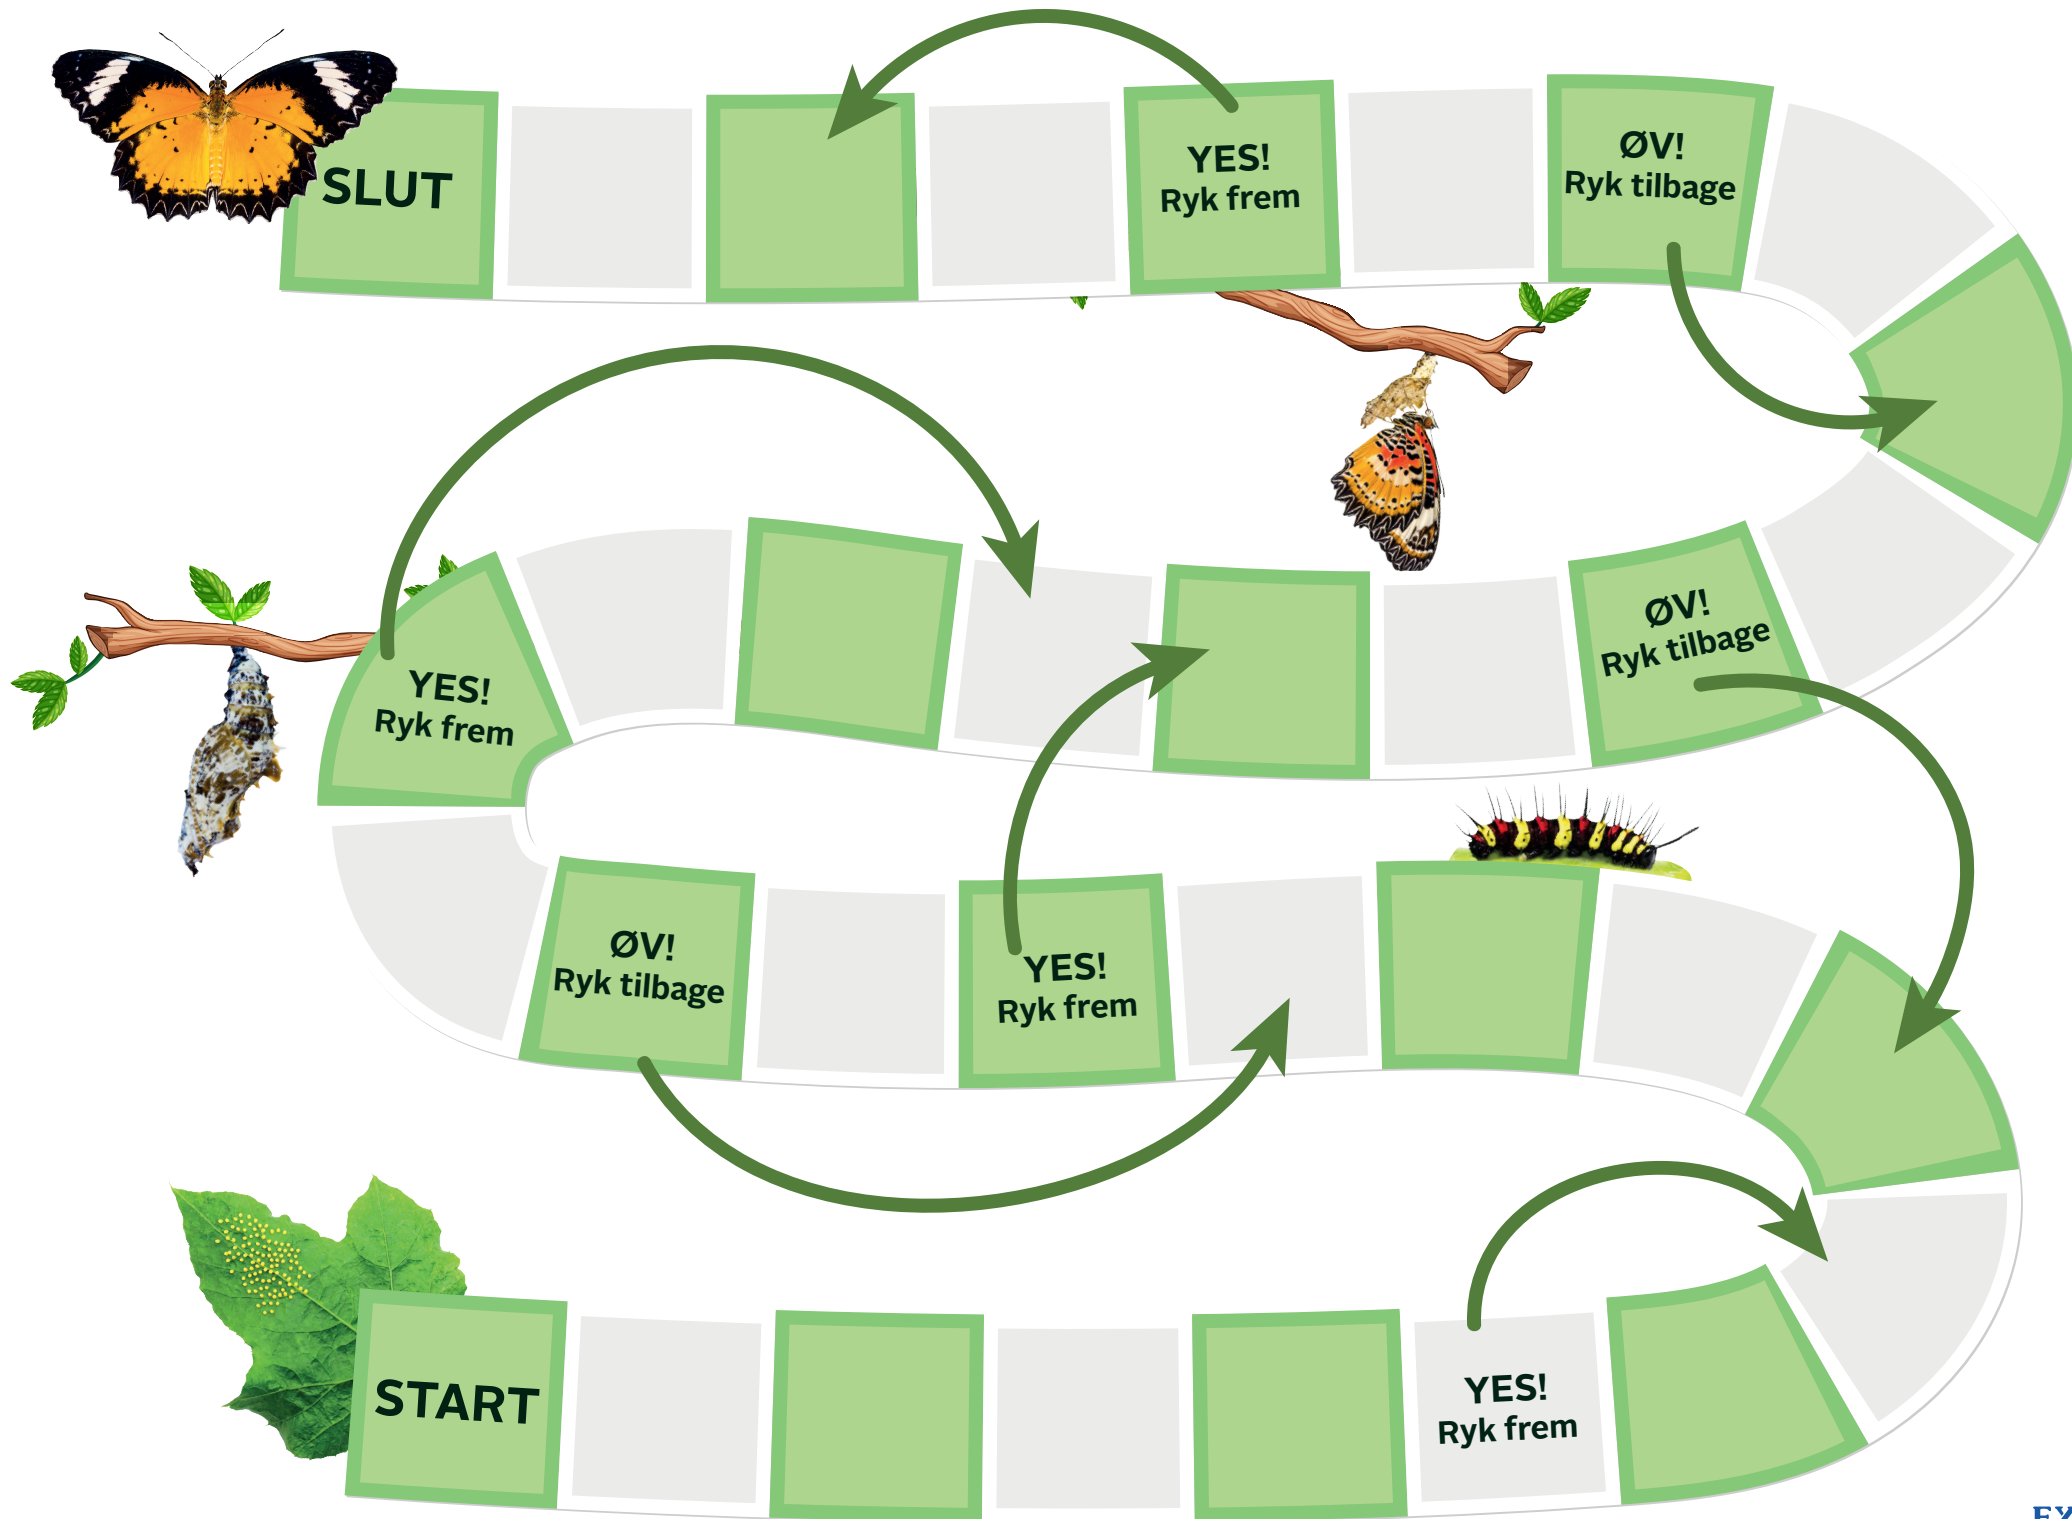 SLUT
YES!
Ryk frem
ØV!
Ryk tilbage
YES!
Ryk frem
ØV!
Ryk tilbage
ØV!
Ryk tilbage
YES!
Ryk frem
START
YES!
Ryk frem